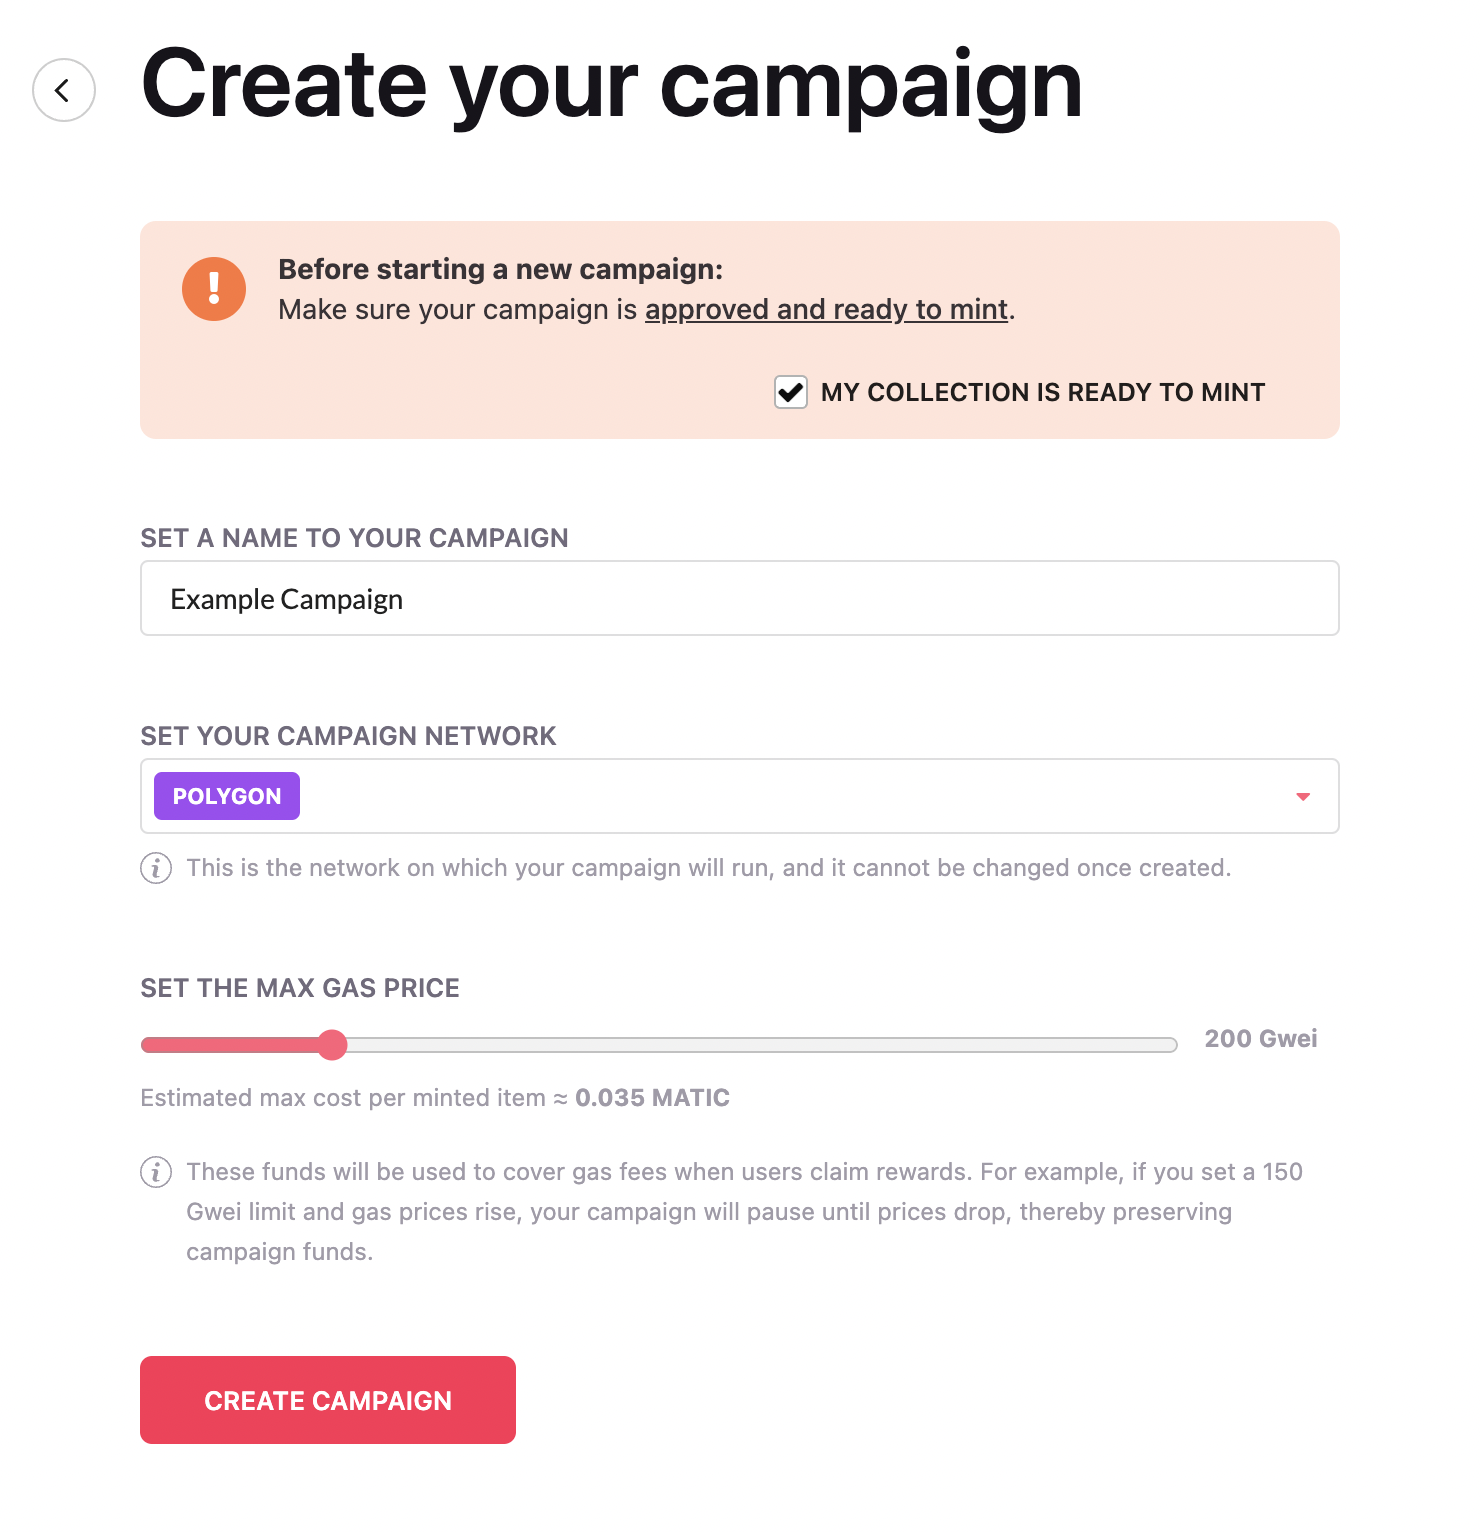 Create your campaign
Before starting a new campaign:
Make sure your campaign is approved and ready to mint.
MY COLLECTION IS READY TO MINT
SET A NAME TO YOUR CAMPAIGN
Example Campaign
SET YOUR CAMPAIGN NETWORK
POLYGON
This is the network on which your campaign will run, and it cannot be changed once created.
SET THE MAX GAS PRICE
200 Gwei
Estimated max cost per minted item ≈ 0.035 MATIC
These funds will be used to cover gas fees when users claim rewards. For example, if you set a 150
Gwei limit and gas prices rise, your campaign will pause until prices drop, thereby preserving
campaign funds.
CREATE CAMPAIGN